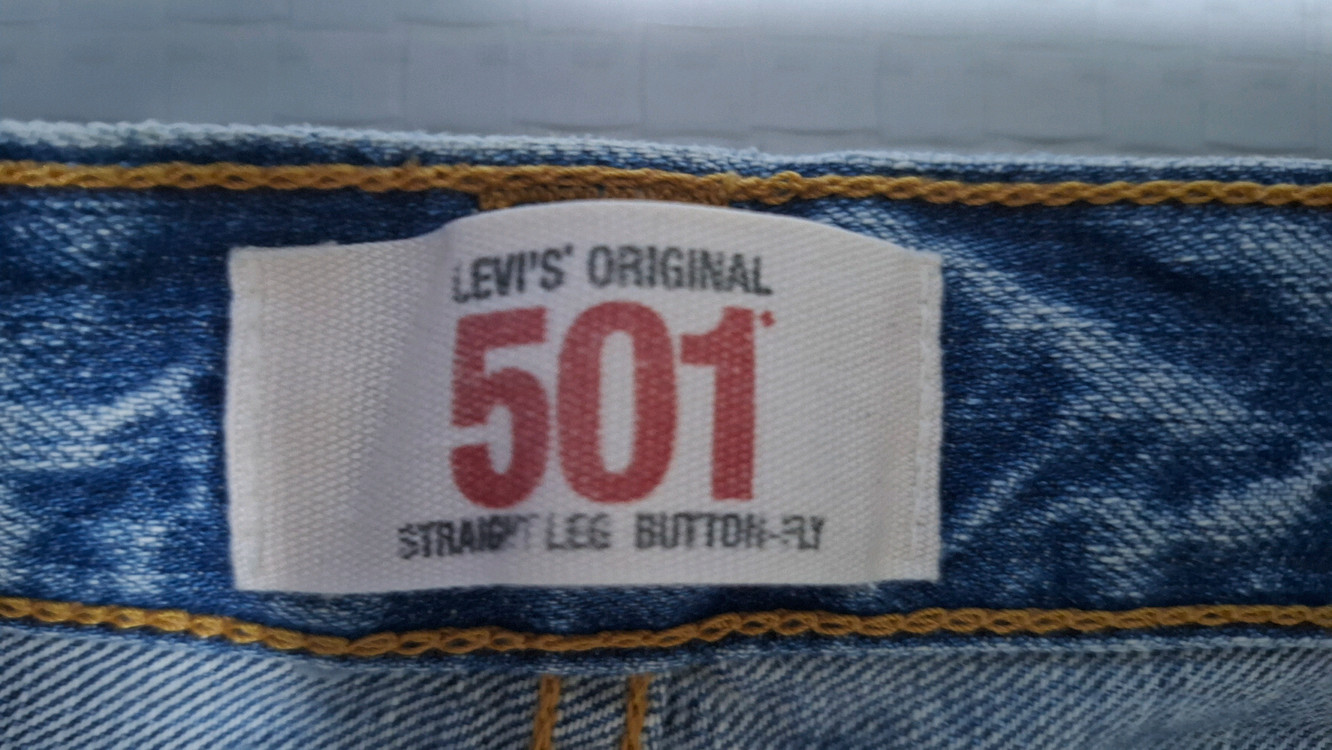 LEVI'S® ORIGINAL
501®
STRAIGHT LEG BUTTON-FLY